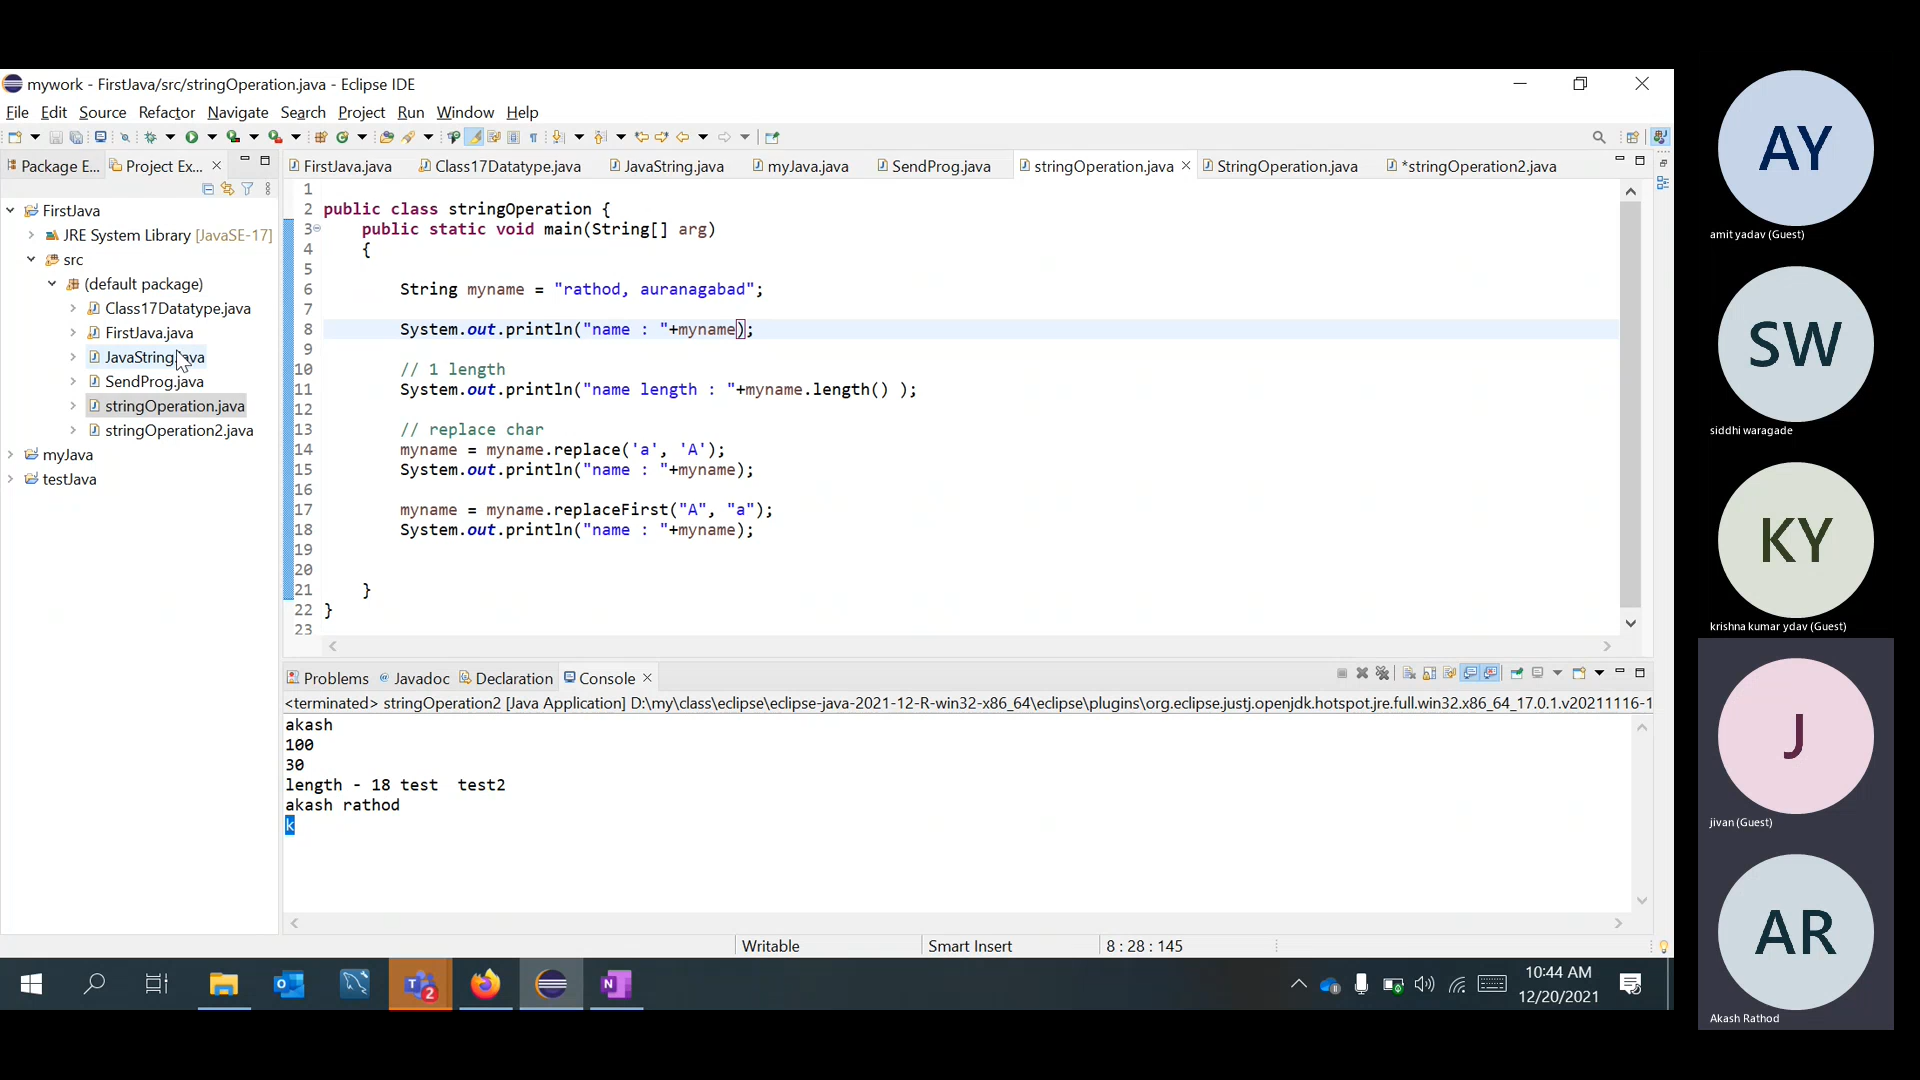 mywork - FirstJava/src/stringOperation.java - Eclipse IDE
File Edit Source Refactor Navigate Search Project Run Window Help
Package E... Project Ex...
FirstJava.java Class17Datatype.java JavaString.java myJava.java SendProg.java stringOperation.java StringOperation.java *stringOperation2.java
FirstJava
JRE System Library [JavaSE-17]
src
(default package)
Class17Datatype.java
FirstJava.java
JavaString.java
SendProg.java
stringOperation.java
stringOperation2.java
myJava
testJava
1
2 public class stringOperation {
3 public static void main(String[] arg)
4 {
5
6 String myname = "rathod, auranagabad";
7
8 System.out.println("name : "+myname);
9
10 // 1 length
11 System.out.println("name length : "+myname.length() );
12
13 // replace char
14 myname = myname.replace('a', 'A');
15 System.out.println("name : "+myname);
16
17 myname = myname.replaceFirst("A", "a");
18 System.out.println("name : "+myname);
19
20
21 }
22 }
23
Problems Javadoc Declaration Console
<terminated> stringOperation2 [Java Application] D:\my\class\eclipse\eclipse-java-2021-12-R-win32-x86_64\eclipse\plugins\org.eclipse.justj.openjdk.hotspot.jre.full.win32.x86_64_17.0.1.v20211116-1
akash
100
30
length - 18 test  test2
akash rathod
k
Writable Smart Insert 8 : 28 : 145
2
10:44 AM
12/20/2021
AY
amit yadav (Guest)
SW
siddhi waragade
KY
krishna kumar ydav (Guest)
J
jivan (Guest)
AR
Akash Rathod